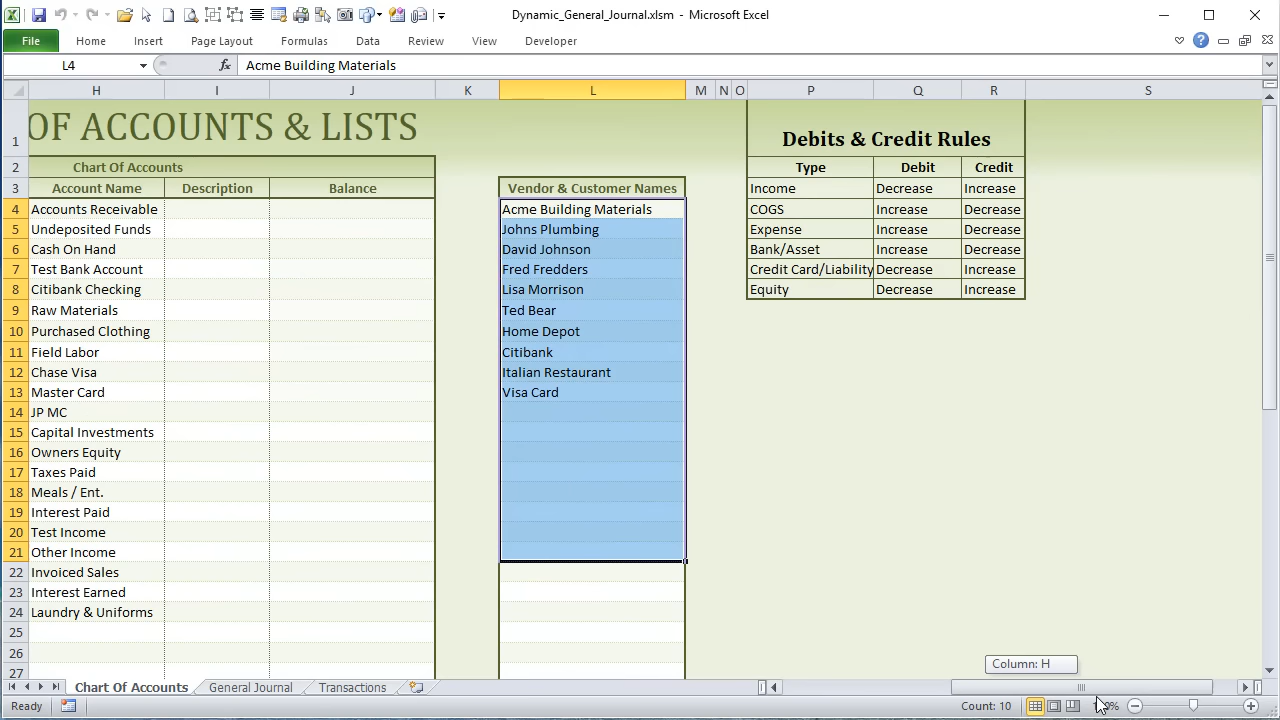 Dynamic_General_Journal.xlsm - Microsoft Excel
File Home Insert Page Layout Formulas Data Review View Developer
L4 fx Acme Building Materials
H I J K L M N O P Q R S
1 OF ACCOUNTS & LISTS Debits & Credit Rules
2 Chart Of Accounts Type Debit Credit
3 Account Name Description Balance Vendor & Customer Names Income Decrease Increase
4 Accounts Receivable Acme Building Materials COGS Increase Decrease
5 Undeposited Funds Johns Plumbing Expense Increase Decrease
6 Cash On Hand David Johnson Bank/Asset Increase Decrease
7 Test Bank Account Fred Fredders Credit Card/Liability Decrease Increase
8 Citibank Checking Lisa Morrison Equity Decrease Increase
9 Raw Materials Ted Bear
10 Purchased Clothing Home Depot
11 Field Labor Citibank
12 Chase Visa Italian Restaurant
13 Master Card Visa Card
14 JP MC
15 Capital Investments
16 Owners Equity
17 Taxes Paid
18 Meals / Ent.
19 Interest Paid
20 Test Income
21 Other Income
22 Invoiced Sales
23 Interest Earned
24 Laundry & Uniforms
25
26
27
Column: H
Chart Of Accounts General Journal Transactions
Ready Count: 10